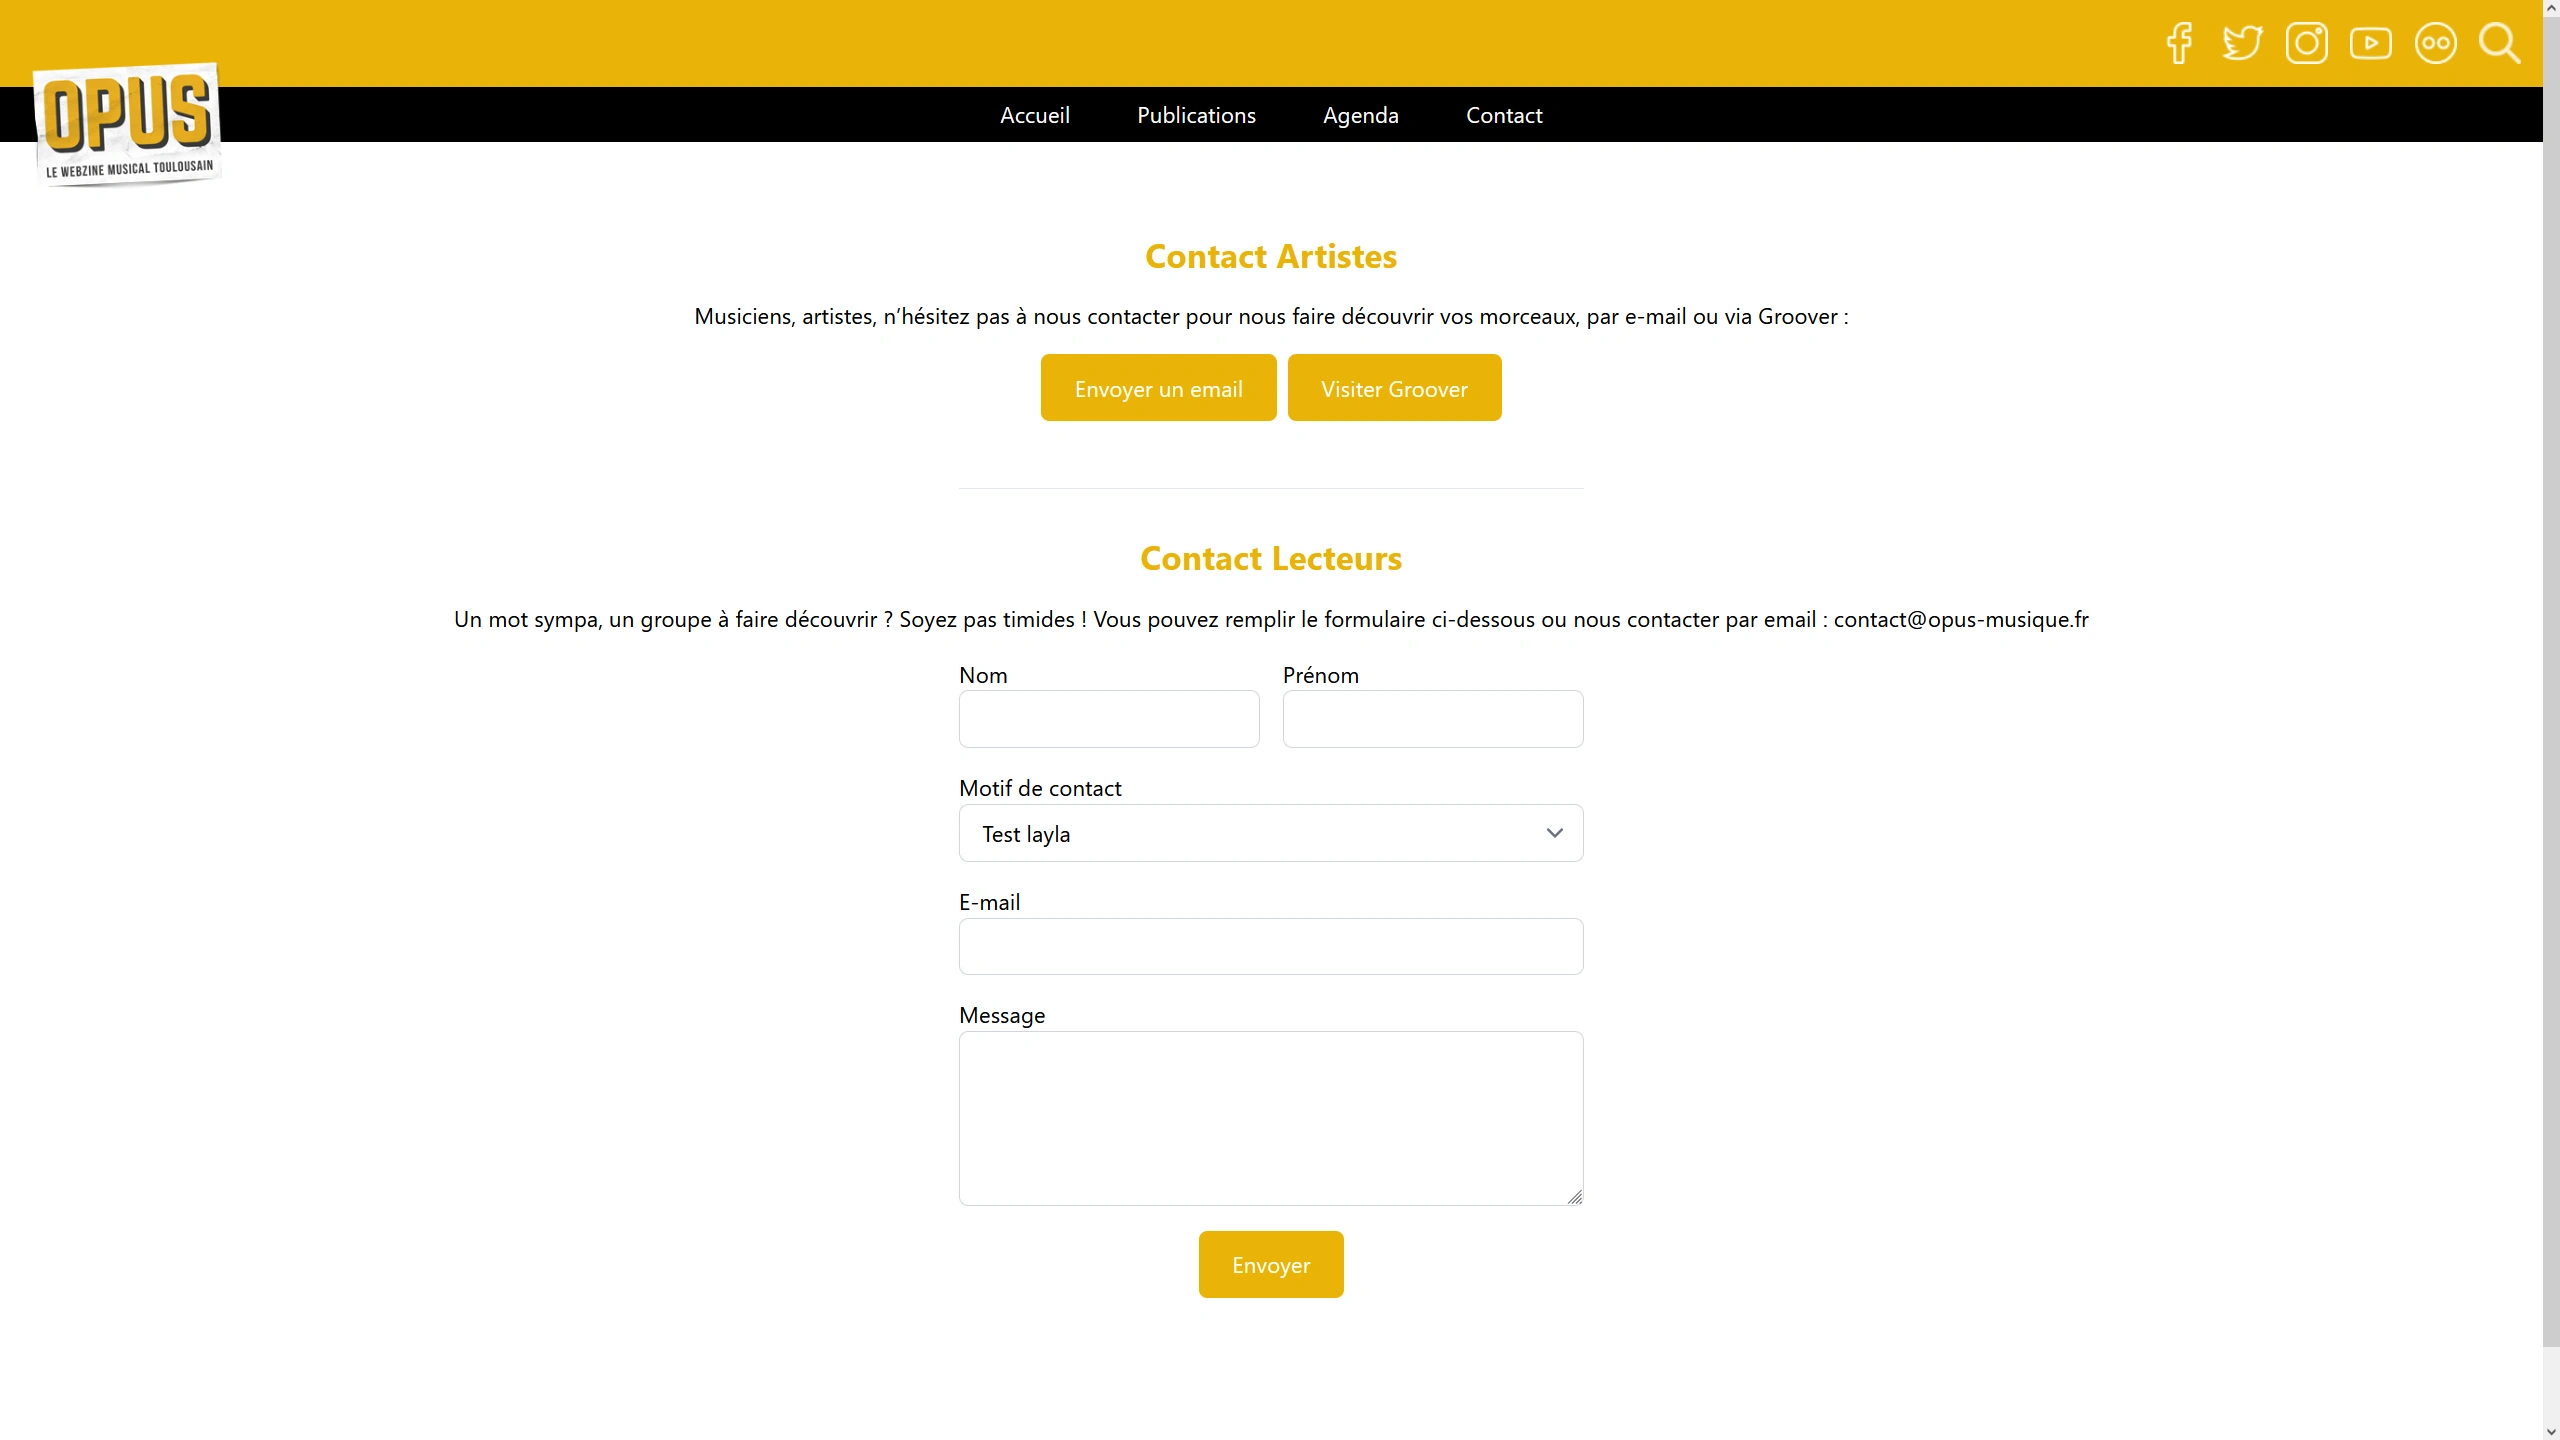 OPUS
LE WEBZINE MUSICAL TOULOUSAIN
Accueil
Publications
Agenda
Contact
Contact Artistes
Musiciens, artistes, n’hésitez pas à nous contacter pour nous faire découvrir vos morceaux, par e-mail ou via Groover :
Envoyer un email
Visiter Groover
Contact Lecteurs
Un mot sympa, un groupe à faire découvrir ? Soyez pas timides ! Vous pouvez remplir le formulaire ci-dessous ou nous contacter par email : contact@opus-musique.fr
Nom
Prénom
Motif de contact
Test layla
E-mail
Message
Envoyer